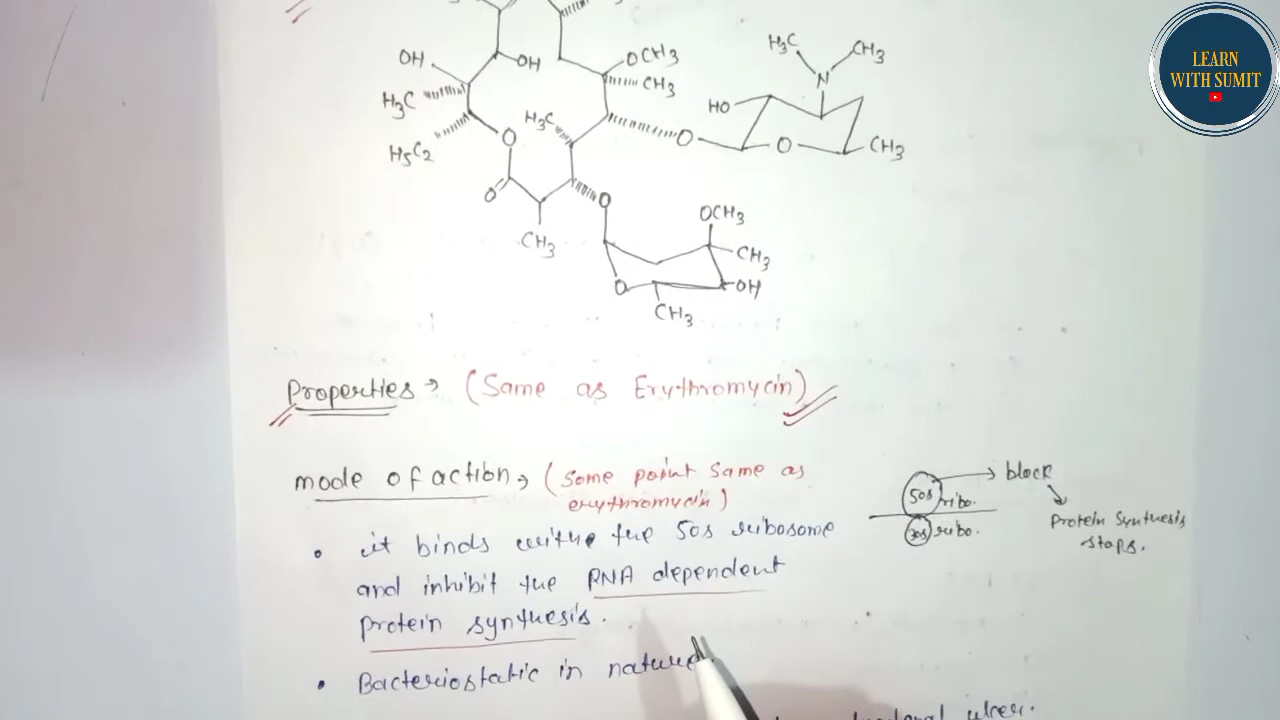 LEARN
WITH SUMIT
OH
OH
OCH3
CH3
H3C
CH3
N
HO
H3C
H3C
H5C2
O
O
O
CH3
O
O
CH3
OCH3
CH3
O
OH
CH3
Properties → (Same as Erythromycin)
mode of action → (Some point same as
erythromycin)
• it binds withe the 50s ribosome
and inhibit the RNA dependent
protein synthesis.
• Bacteriostatic in nature.
50s ribo. → block
30s ribo.
Protein Synthesis
stops.
ulcer.